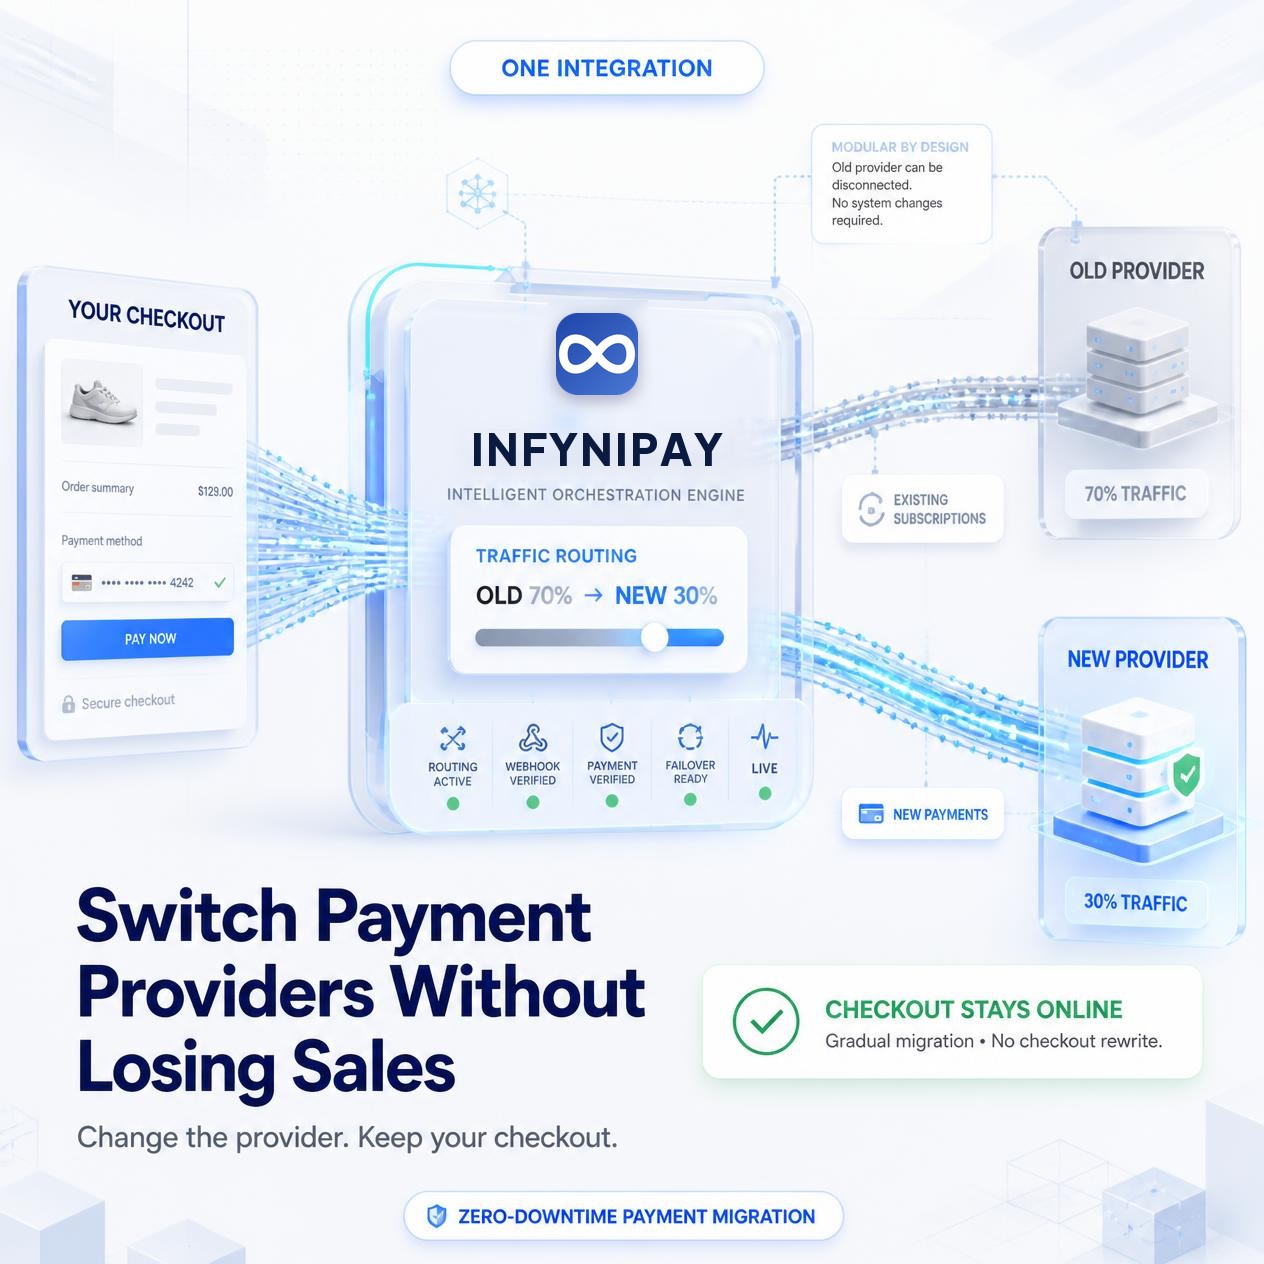 ONE INTEGRATION
MODULAR BY DESIGN
Old provider can be
disconnected.
No system changes
required.
YOUR CHECKOUT
Order summary $129.00
Payment method
•••• •••• •••• 4242
PAY NOW
Secure checkout
INFYNIPAY
INTELLIGENT ORCHESTRATION ENGINE
TRAFFIC ROUTING
OLD 70% → NEW 30%
ROUTING
ACTIVE
WEBHOOK
VERIFIED
PAYMENT
VERIFIED
FAILOVER
READY
LIVE
OLD PROVIDER
70% TRAFFIC
EXISTING
SUBSCRIPTIONS
NEW PROVIDER
30% TRAFFIC
NEW PAYMENTS
Switch Payment
Providers Without
Losing Sales
Change the provider. Keep your checkout.
CHECKOUT STAYS ONLINE
Gradual migration • No checkout rewrite.
ZERO-DOWNTIME PAYMENT MIGRATION